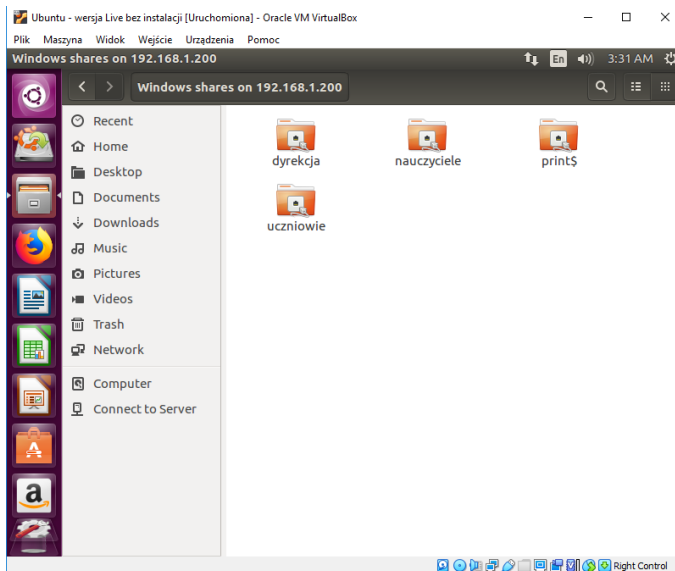 Ubuntu - wersja Live bez instalacji [Uruchomiona] - Oracle VM VirtualBox
Plik Maszyna Widok Wejście Urządzenia Pomoc
Windows shares on 192.168.1.200 En 3:31 AM
Windows shares on 192.168.1.200
Recent
Home
Desktop
Documents
Downloads
Music
Pictures
Videos
Trash
Network
Computer
Connect to Server
dyrekcja nauczyciele print$
uczniowie
A
a
Right Control